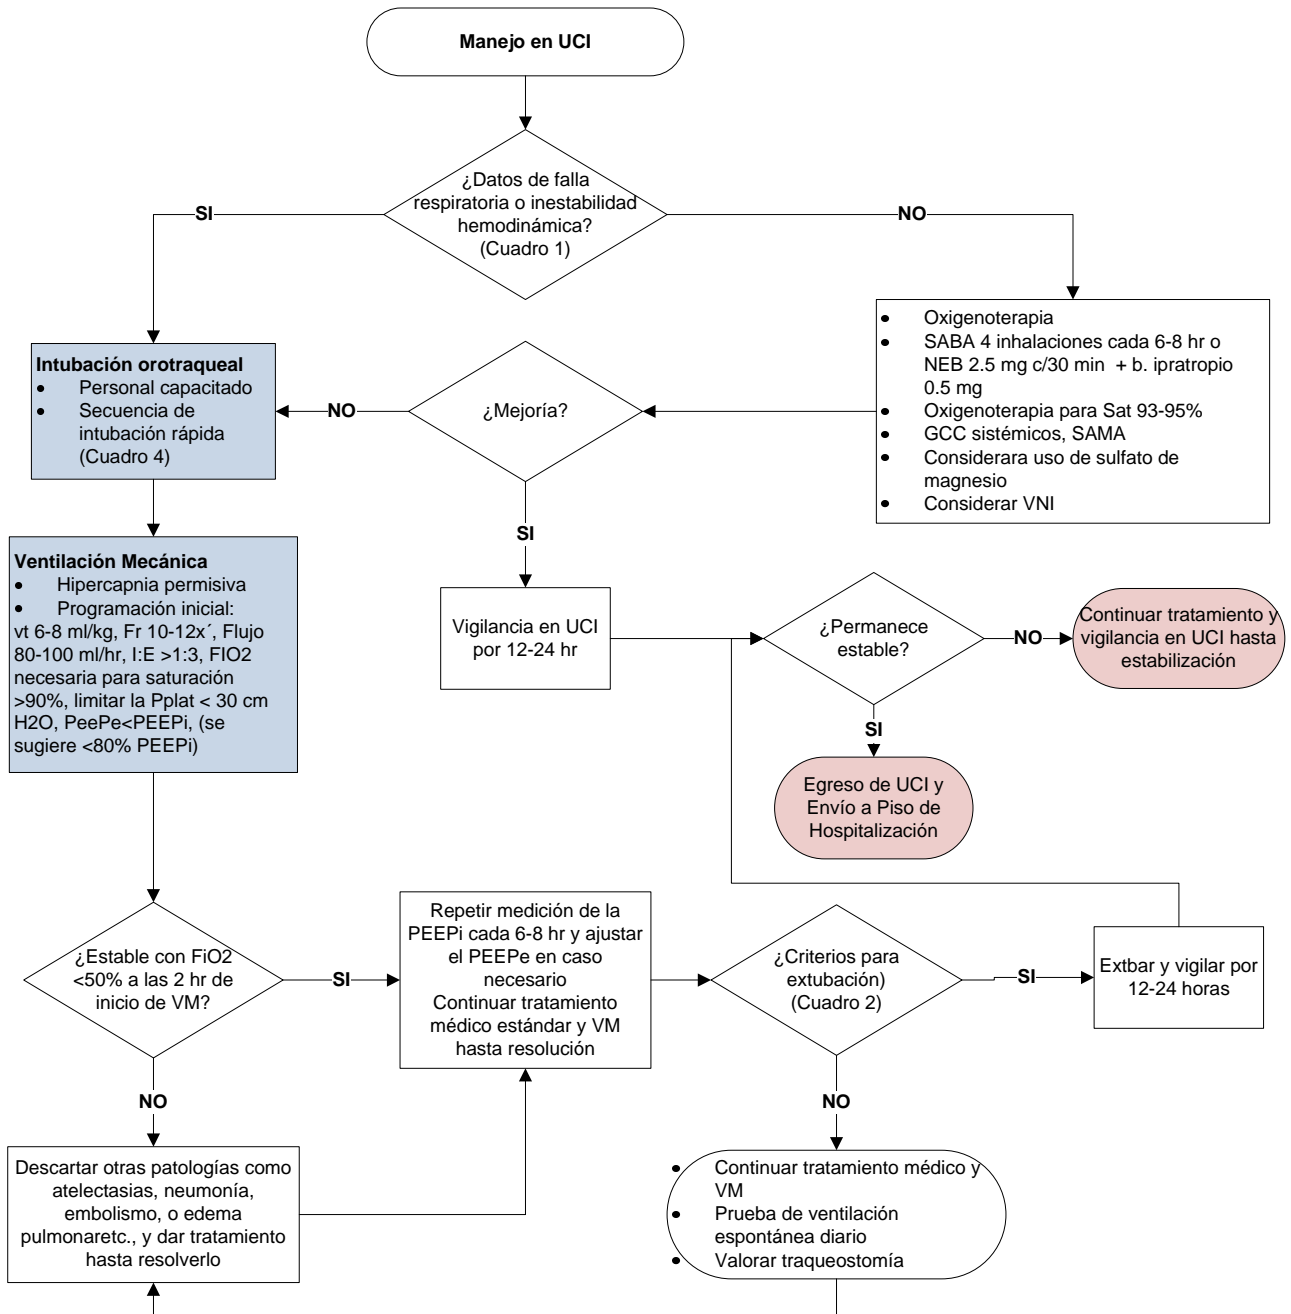 Manejo en UCI
¿Datos de falla
respiratoria o inestabilidad
hemodinámica?
(Cuadro 1)
SI
NO
• Oxigenoterapia
• SABA 4 inhalaciones cada 6-8 hr o
NEB 2.5 mg c/30 min + b. ipratropio
0.5 mg
• Oxigenoterapia para Sat 93-95%
• GCC sistémicos, SAMA
• Considerara uso de sulfato de
magnesio
• Considerar VNI
¿Mejoría?
NO
SI
Intubación orotraqueal
• Personal capacitado
• Secuencia de
intubación rápida
(Cuadro 4)
Ventilación Mecánica
• Hipercapnia permisiva
• Programación inicial:
vt 6-8 ml/kg, Fr 10-12x´, Flujo
80-100 ml/hr, I:E >1:3, FIO2
necesaria para saturación
>90%, limitar la Pplat < 30 cm
H2O, PeePe<PEEPi, (se
sugiere <80% PEEPi)
Vigilancia en UCI
por 12-24 hr
¿Permanece
estable?
NO
Continuar tratamiento y
vigilancia en UCI hasta
estabilización
SI
Egreso de UCI y
Envío a Piso de
Hospitalización
¿Estable con FiO2
<50% a las 2 hr de
inicio de VM?
SI
NO
Repetir medición de la
PEEPi cada 6-8 hr y ajustar
el PEEPe en caso
necesario
Continuar tratamiento
médico estándar y VM
hasta resolución
¿Criterios para
extubación)
(Cuadro 2)
SI
Extbar y vigilar por
12-24 horas
NO
Descartar otras patologías como
atelectasias, neumonía,
embolismo, o edema
pulmonaretc., y dar tratamiento
hasta resolverlo
• Continuar tratamiento médico y
VM
• Prueba de ventilación
espontánea diario
• Valorar traqueostomía